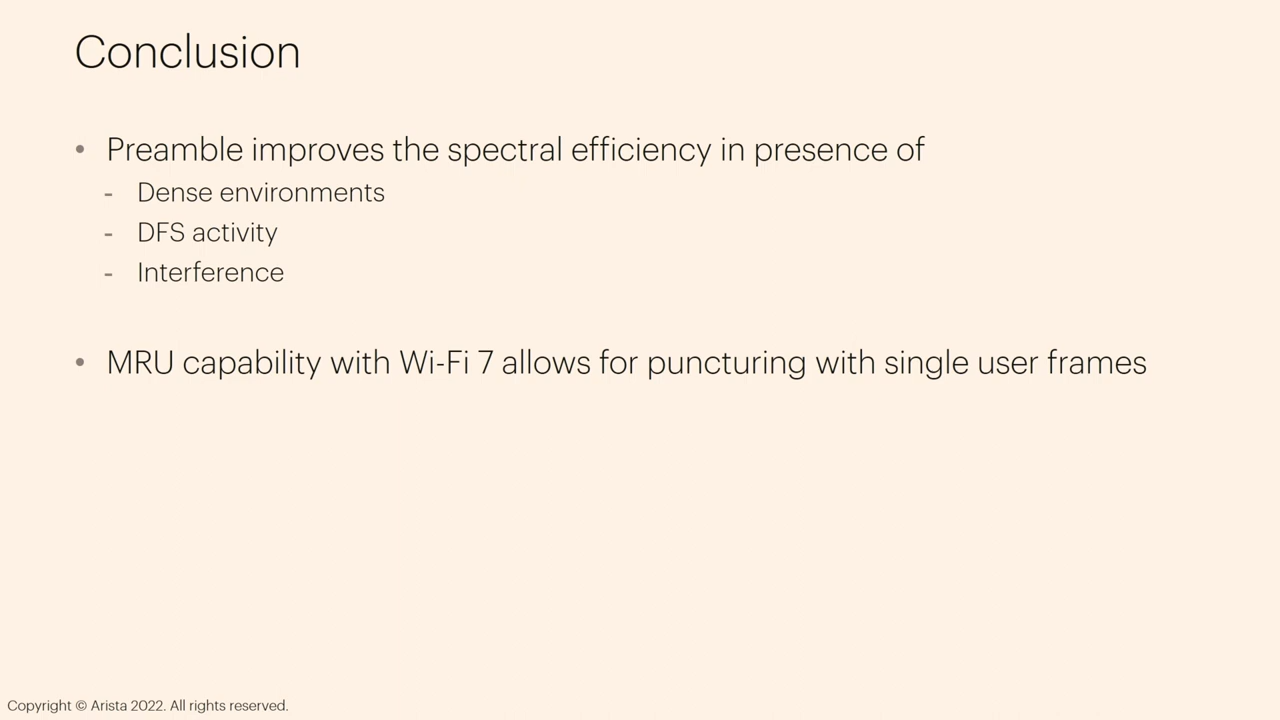 Conclusion
• Preamble improves the spectral efficiency in presence of
- Dense environments
- DFS activity
- Interference
• MRU capability with Wi-Fi 7 allows for puncturing with single user frames
Copyright © Arista 2022. All rights reserved.